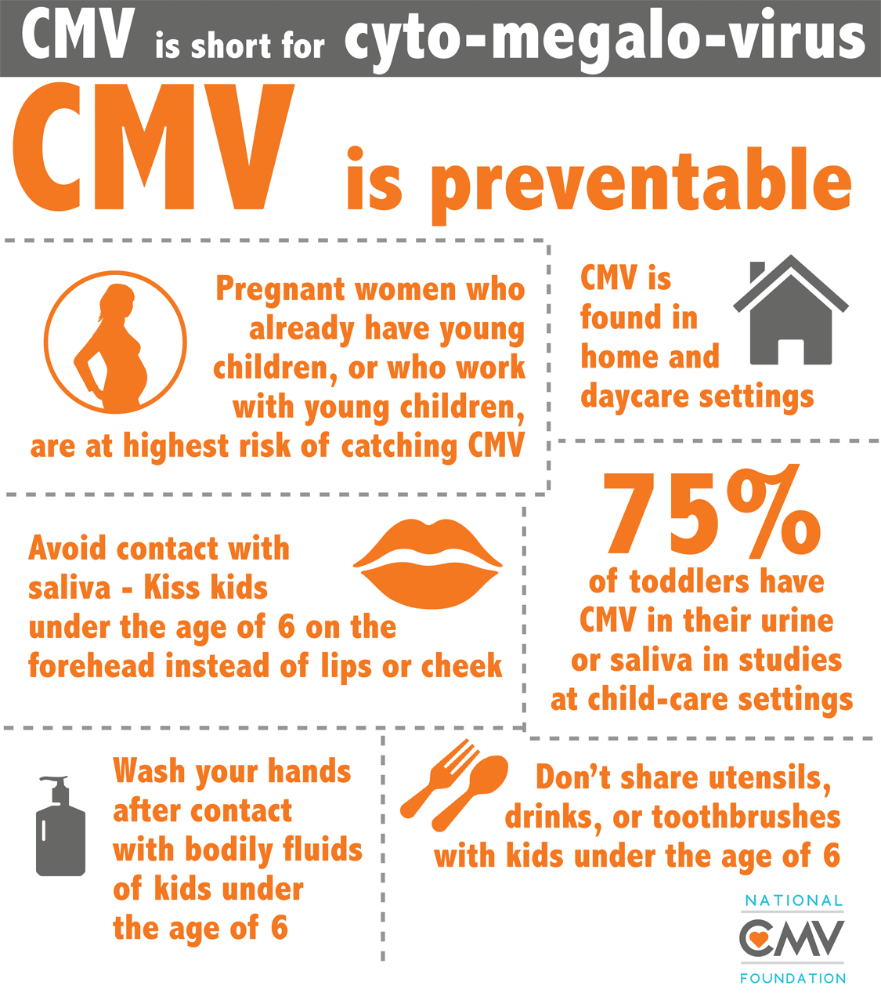 CMV is short for cyto-megalo-virus
CMV is preventable
Pregnant women who
already have young
children, or who work
with young children,
are at highest risk of catching CMV
CMV is
found in
home and
daycare settings
Avoid contact with
saliva - Kiss kids
under the age of 6 on the
forehead instead of lips or cheek
75%
of toddlers have
CMV in their urine
or saliva in studies
at child-care settings
Wash your hands
after contact
with bodily fluids
of kids under
the age of 6
Don't share utensils,
drinks, or toothbrushes
with kids under the age of 6
NATIONAL
CMV
FOUNDATION